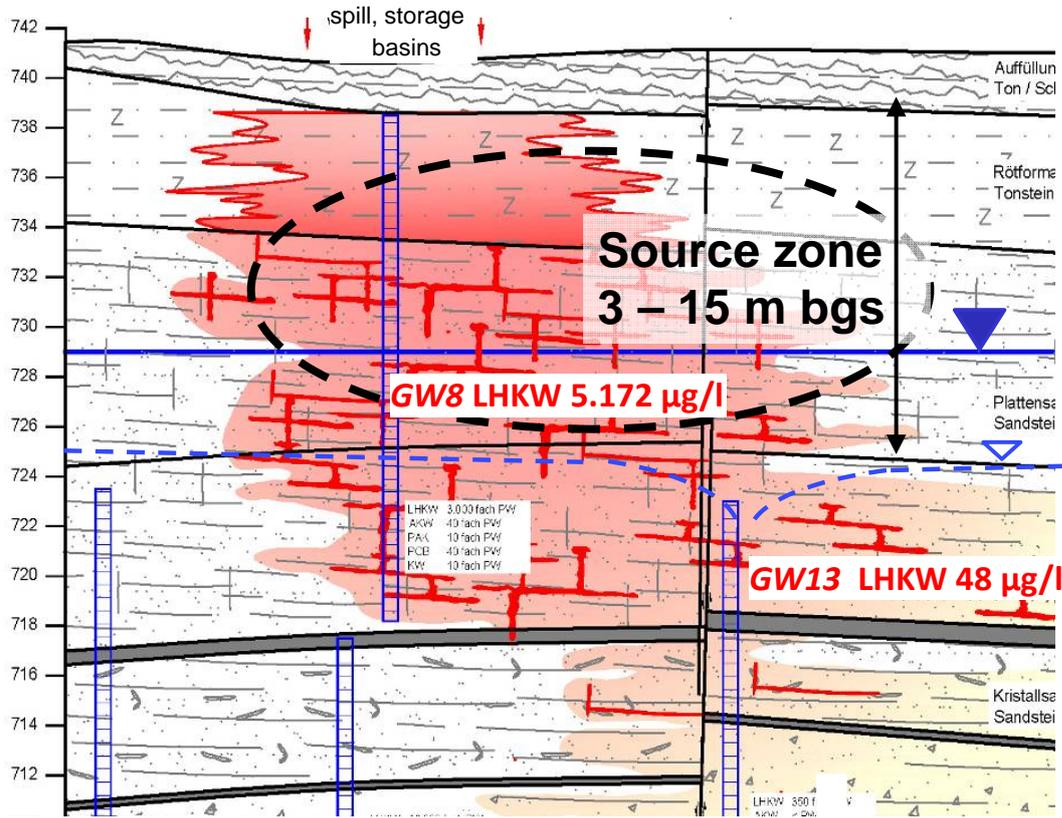 spill, storage
basins
742
740
738
736
734
732
730
728
726
724
722
720
718
716
714
712
Auffüllun
Ton / Sc
Rötforma
Tonstein
Source zone
3 – 15 m bgs
GW8 LHKW 5.172 µg/l
Plattensa
Sandstei
LHKW 3.000 fach PW
AKW 40 fach PW
PAK 10 fach PW
PCB 40 fach PW
KW 10 fach PW
GW13 LHKW 48 µg/l
Kristallsa
Sandstei
LHKW 350 f
Z
Z
Z
Z
Z
Z
Z